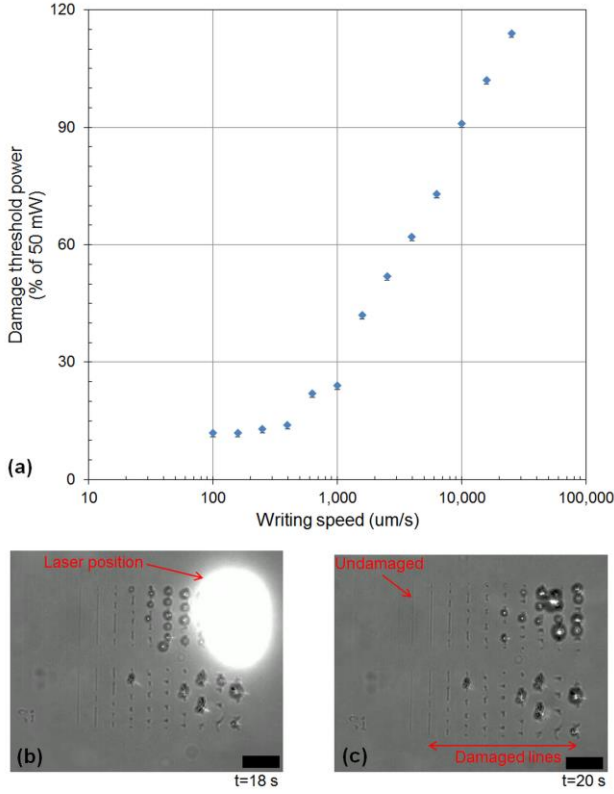 120
90
60
30
0
Damage threshold power
(% of 50 mW)
(a)
10 100 1,000 10,000 100,000
Writing speed (um/s)
Laser position
(b)
t=18 s
Undamaged
(c)
Damaged lines
t=20 s